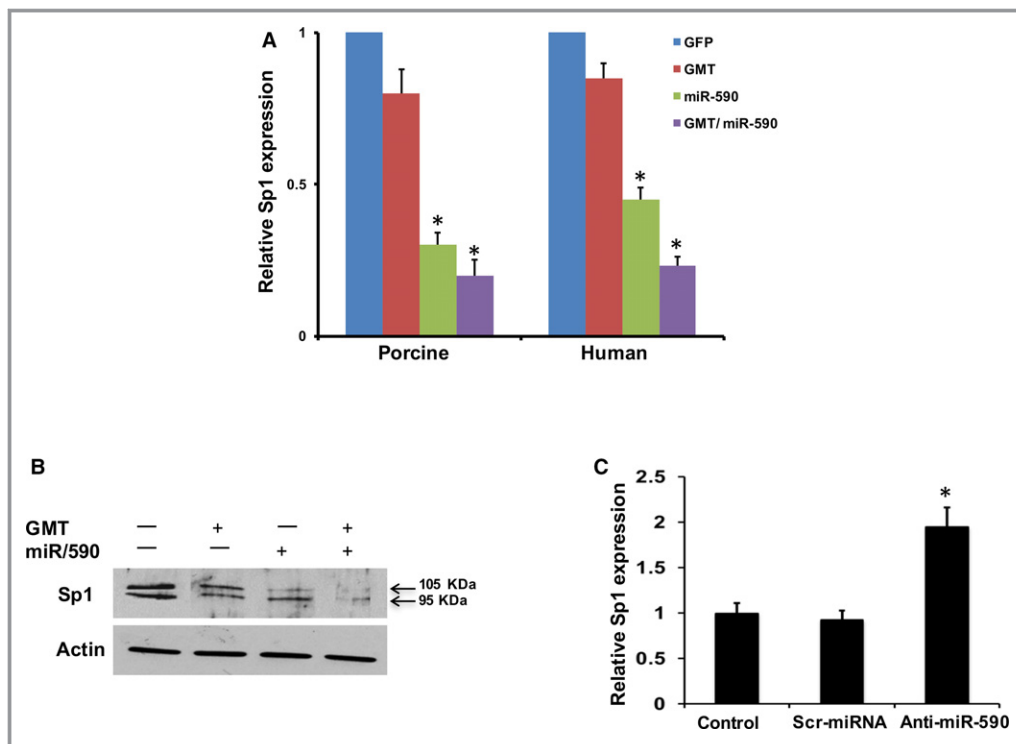 A
1
0.5
0
Relative Sp1 expression
* * * *
Porcine Human
GFP
GMT
miR-590
GMT/ miR-590
B
GMT — + — +
miR/590 — — + +
Sp1
105 KDa
95 KDa
Actin
C
2.5
2
1.5
1
0.5
0
Relative Sp1 expression
*
Control Scr-miRNA Anti-miR-590